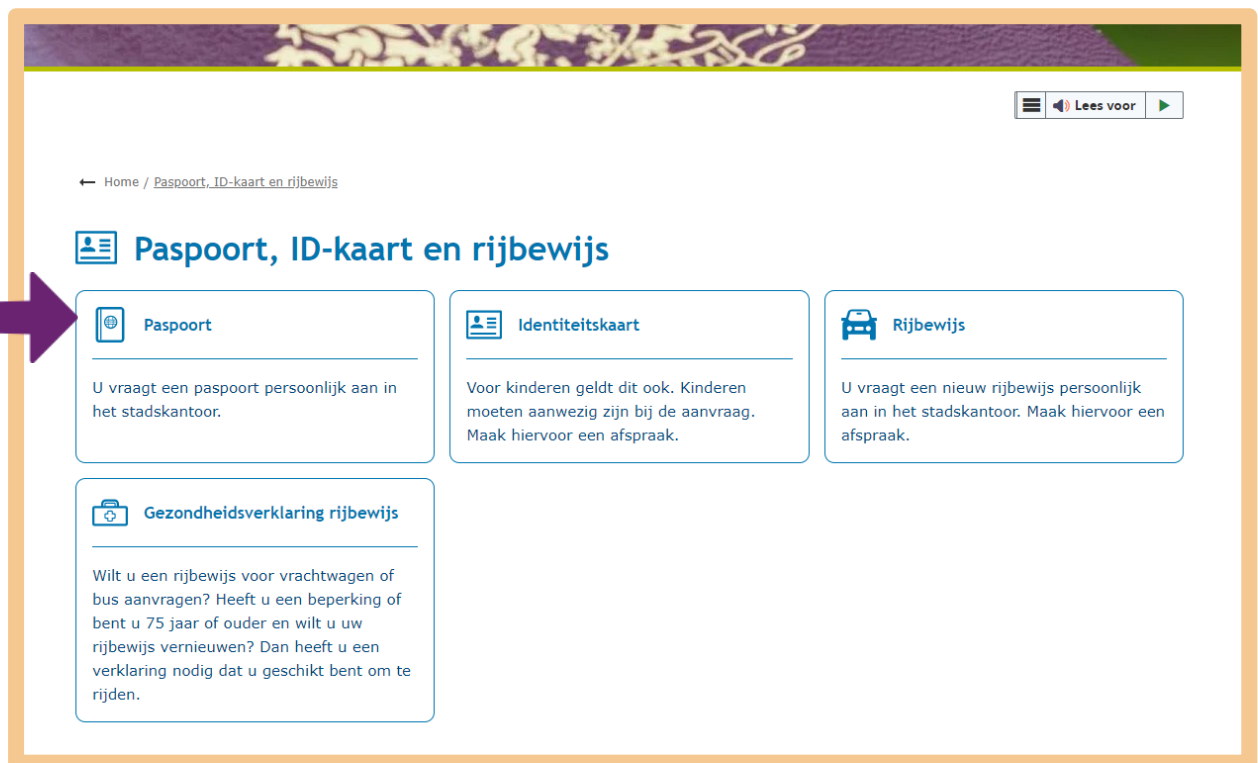 Lees voor
← Home / Paspoort, ID-kaart en rijbewijs
Paspoort, ID-kaart en rijbewijs
Paspoort
U vraagt een paspoort persoonlijk aan in
het stadskantoor.
Identiteitskaart
Voor kinderen geldt dit ook. Kinderen
moeten aanwezig zijn bij de aanvraag.
Maak hiervoor een afspraak.
Rijbewijs
U vraagt een nieuw rijbewijs persoonlijk
aan in het stadskantoor. Maak hiervoor een
afspraak.
Gezondheidsverklaring rijbewijs
Wilt u een rijbewijs voor vrachtwagen of
bus aanvragen? Heeft u een beperking of
bent u 75 jaar of ouder en wilt u uw
rijbewijs vernieuwen? Dan heeft u een
verklaring nodig dat u geschikt bent om te
rijden.